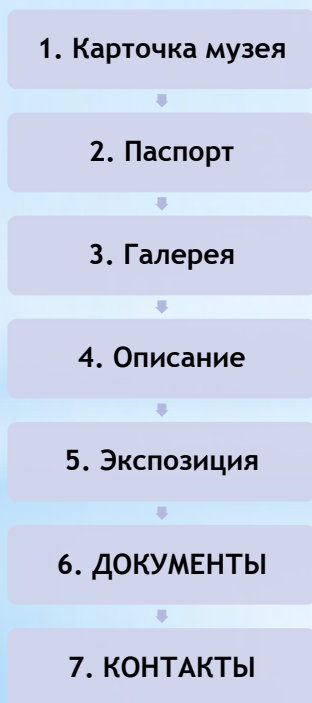 1. Карточка музея
2. Паспорт
3. Галерея
4. Описание
5. Экспозиция
6. ДОКУМЕНТЫ
7. КОНТАКТЫ